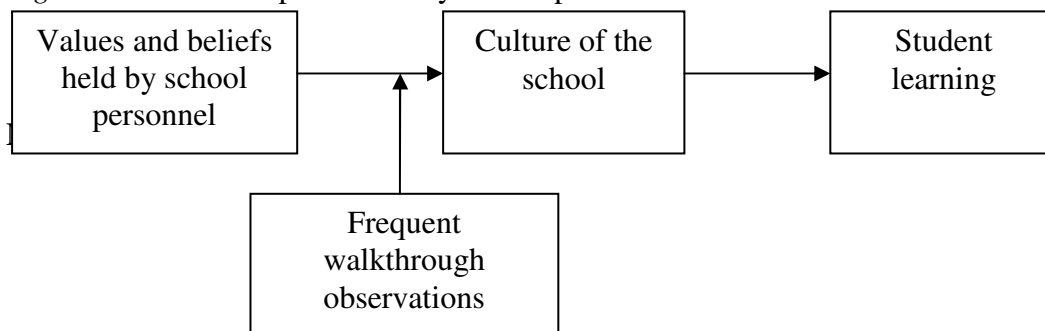 Values and beliefs
held by school
personnel
Culture of the
school
Student
learning
Frequent
walkthrough
observations